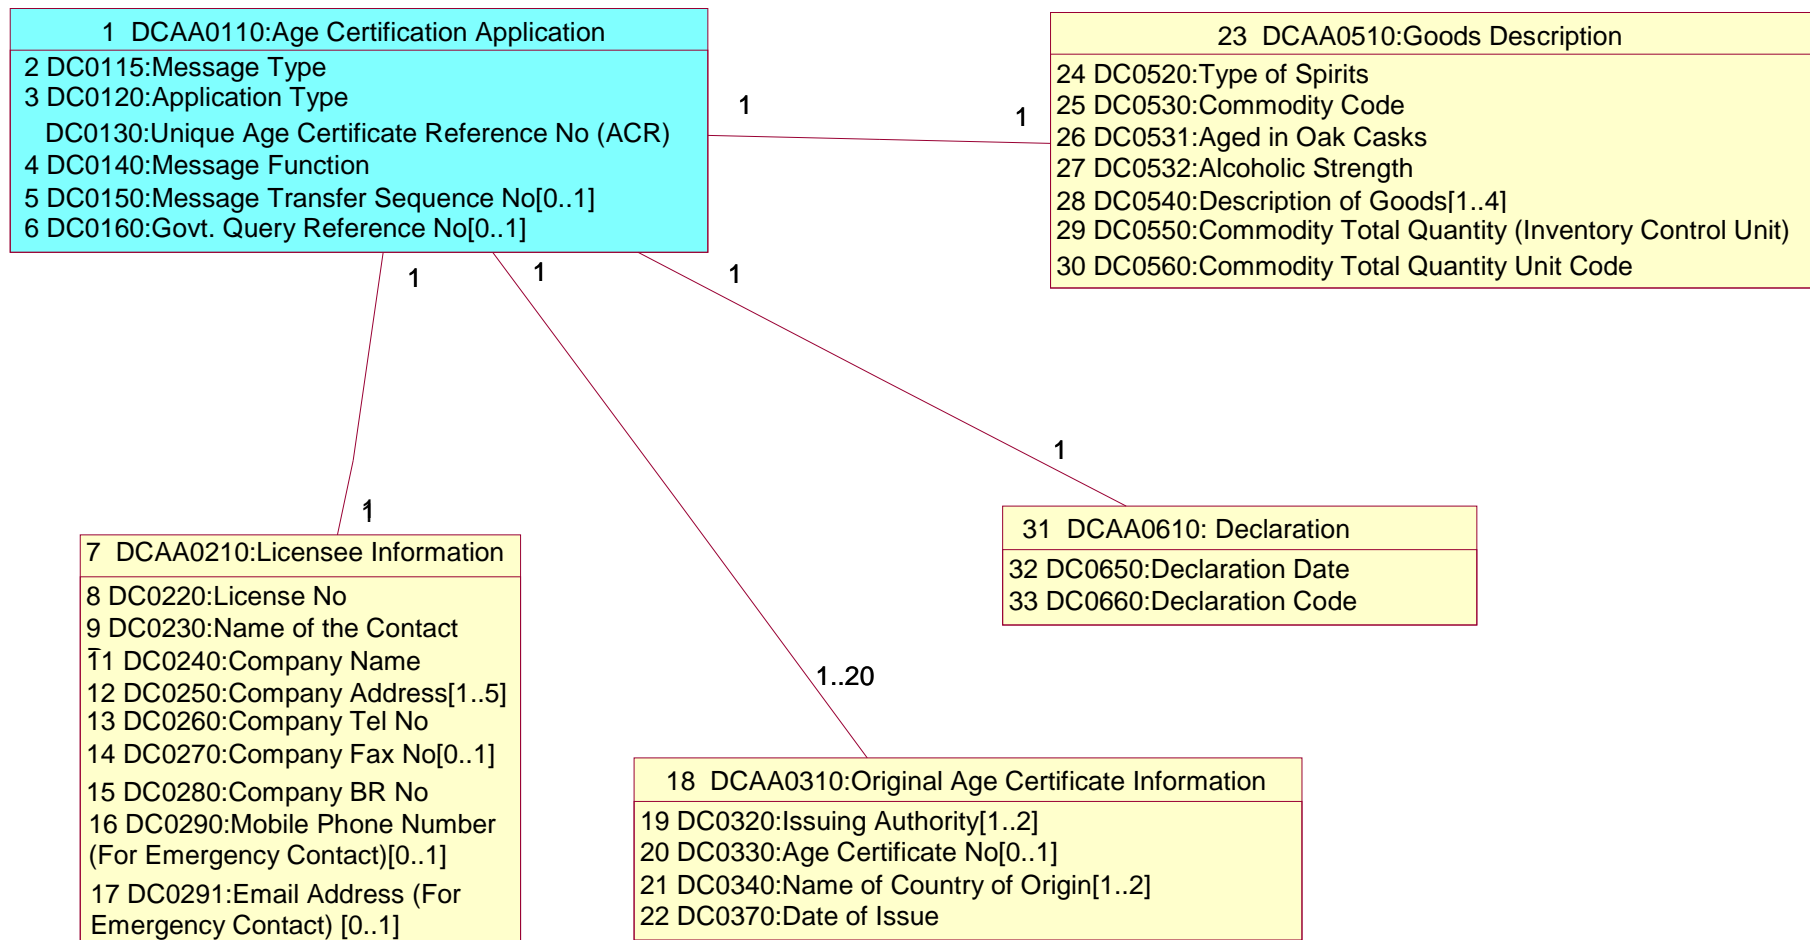 1 DCAA0110:Age Certification Application
2 DC0115:Message Type
3 DC0120:Application Type
DC0130:Unique Age Certificate Reference No (ACR)
4 DC0140:Message Function
5 DC0150:Message Transfer Sequence No[0..1]
6 DC0160:Govt. Query Reference No[0..1]
23 DCAA0510:Goods Description
24 DC0520:Type of Spirits
25 DC0530:Commodity Code
26 DC0531:Aged in Oak Casks
27 DC0532:Alcoholic Strength
28 DC0540:Description of Goods[1..4]
29 DC0550:Commodity Total Quantity (Inventory Control Unit)
30 DC0560:Commodity Total Quantity Unit Code
1
1
1
1
1
1
1
1..20
7 DCAA0210:Licensee Information
8 DC0220:License No
9 DC0230:Name of the Contact
11 DC0240:Company Name
12 DC0250:Company Address[1..5]
13 DC0260:Company Tel No
14 DC0270:Company Fax No[0..1]
15 DC0280:Company BR No
16 DC0290:Mobile Phone Number
(For Emergency Contact)[0..1]
17 DC0291:Email Address (For
Emergency Contact) [0..1]
31 DCAA0610: Declaration
32 DC0650:Declaration Date
33 DC0660:Declaration Code
18 DCAA0310:Original Age Certificate Information
19 DC0320:Issuing Authority[1..2]
20 DC0330:Age Certificate No[0..1]
21 DC0340:Name of Country of Origin[1..2]
22 DC0370:Date of Issue